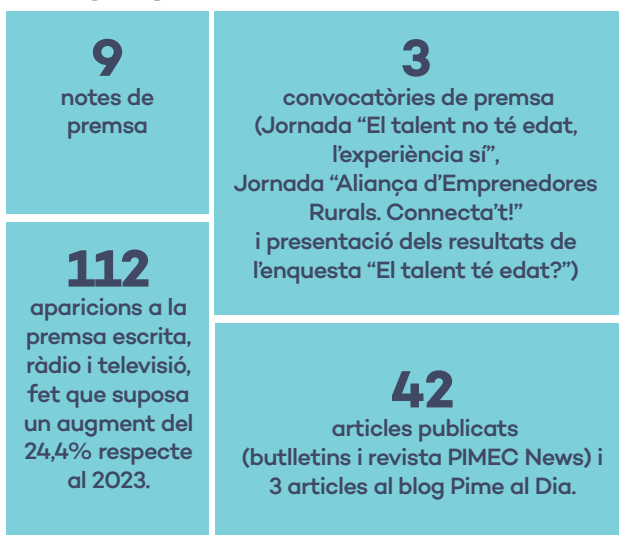 9
notes de
premsa
3
convocatòries de premsa
(Jornada “El talent no té edat,
l’experiència sí”,
Jornada “Aliança d’Emprenedores
Rurals. Connecta’t!”
i presentació dels resultats de
l’enquesta “El talent té edat?”)
112
aparicions a la
premsa escrita,
ràdio i televisió,
fet que suposa
un augment del
24,4% respecte
al 2023.
42
articles publicats
(butlletins i revista PIMEC News) i
3 articles al blog Pime al Dia.